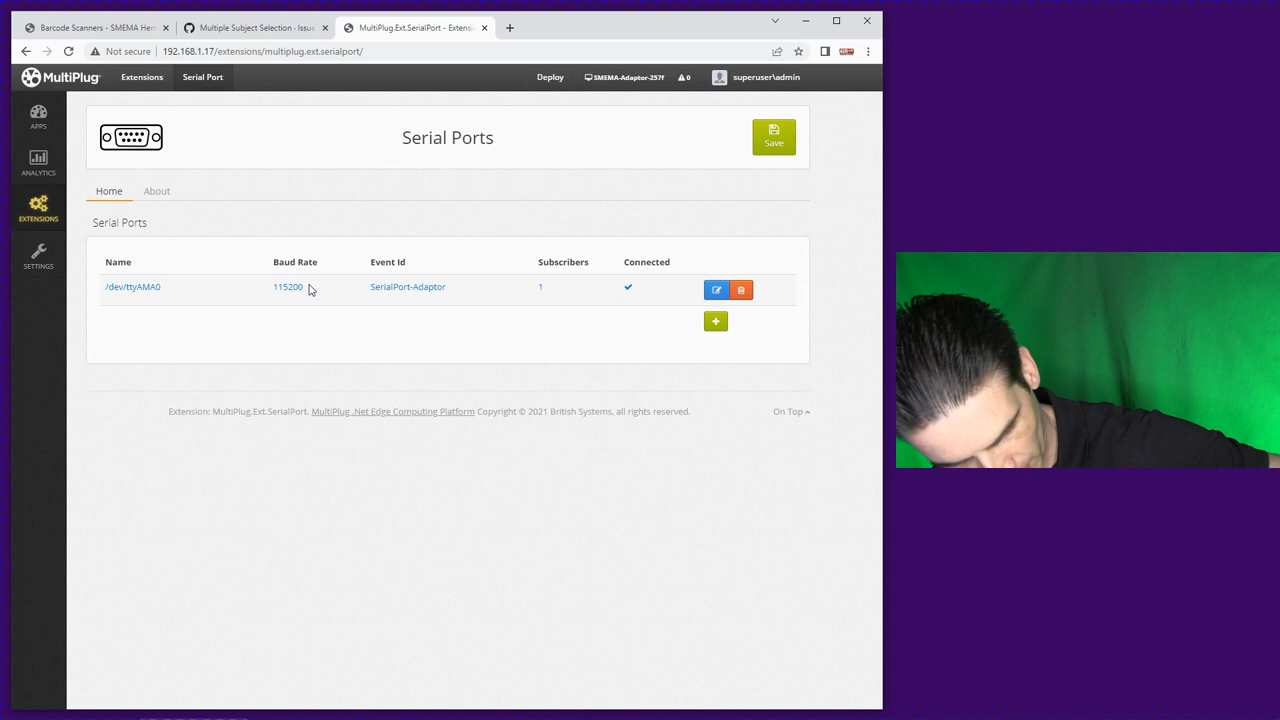 Barcode Scanners - SMEMA Her
Multiple Subject Selection · Issue
MultiPlug.Ext.SerialPort - Extensi
Not secure
192.168.1.17/extensions/multiplug.ext.serialport/
MultiPlug
Extensions
Serial Port
Deploy
SMEMA-Adaptor-257f
0
superuser\admin
APPS
ANALYTICS
EXTENSIONS
SETTINGS
Serial Ports
Save
Home
About
Serial Ports
Name Baud Rate Event Id Subscribers Connected
/dev/ttyAMA0 115200 SerialPort-Adaptor 1
Extension: MultiPlug.Ext.SerialPort. MultiPlug .Net Edge Computing Platform Copyright © 2021 British Systems, all rights reserved.
On Top